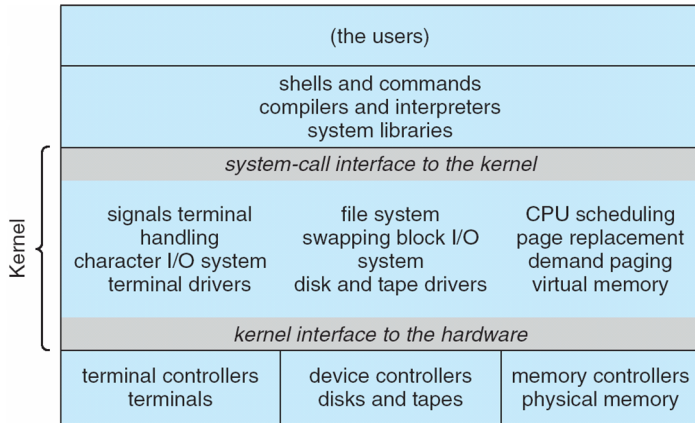 (the users)
shells and commands
compilers and interpreters
system libraries
Kernel
system-call interface to the kernel
signals terminal
handling
character I/O system
terminal drivers
file system
swapping block I/O
system
disk and tape drivers
CPU scheduling
page replacement
demand paging
virtual memory
kernel interface to the hardware
terminal controllers
terminals
device controllers
disks and tapes
memory controllers
physical memory